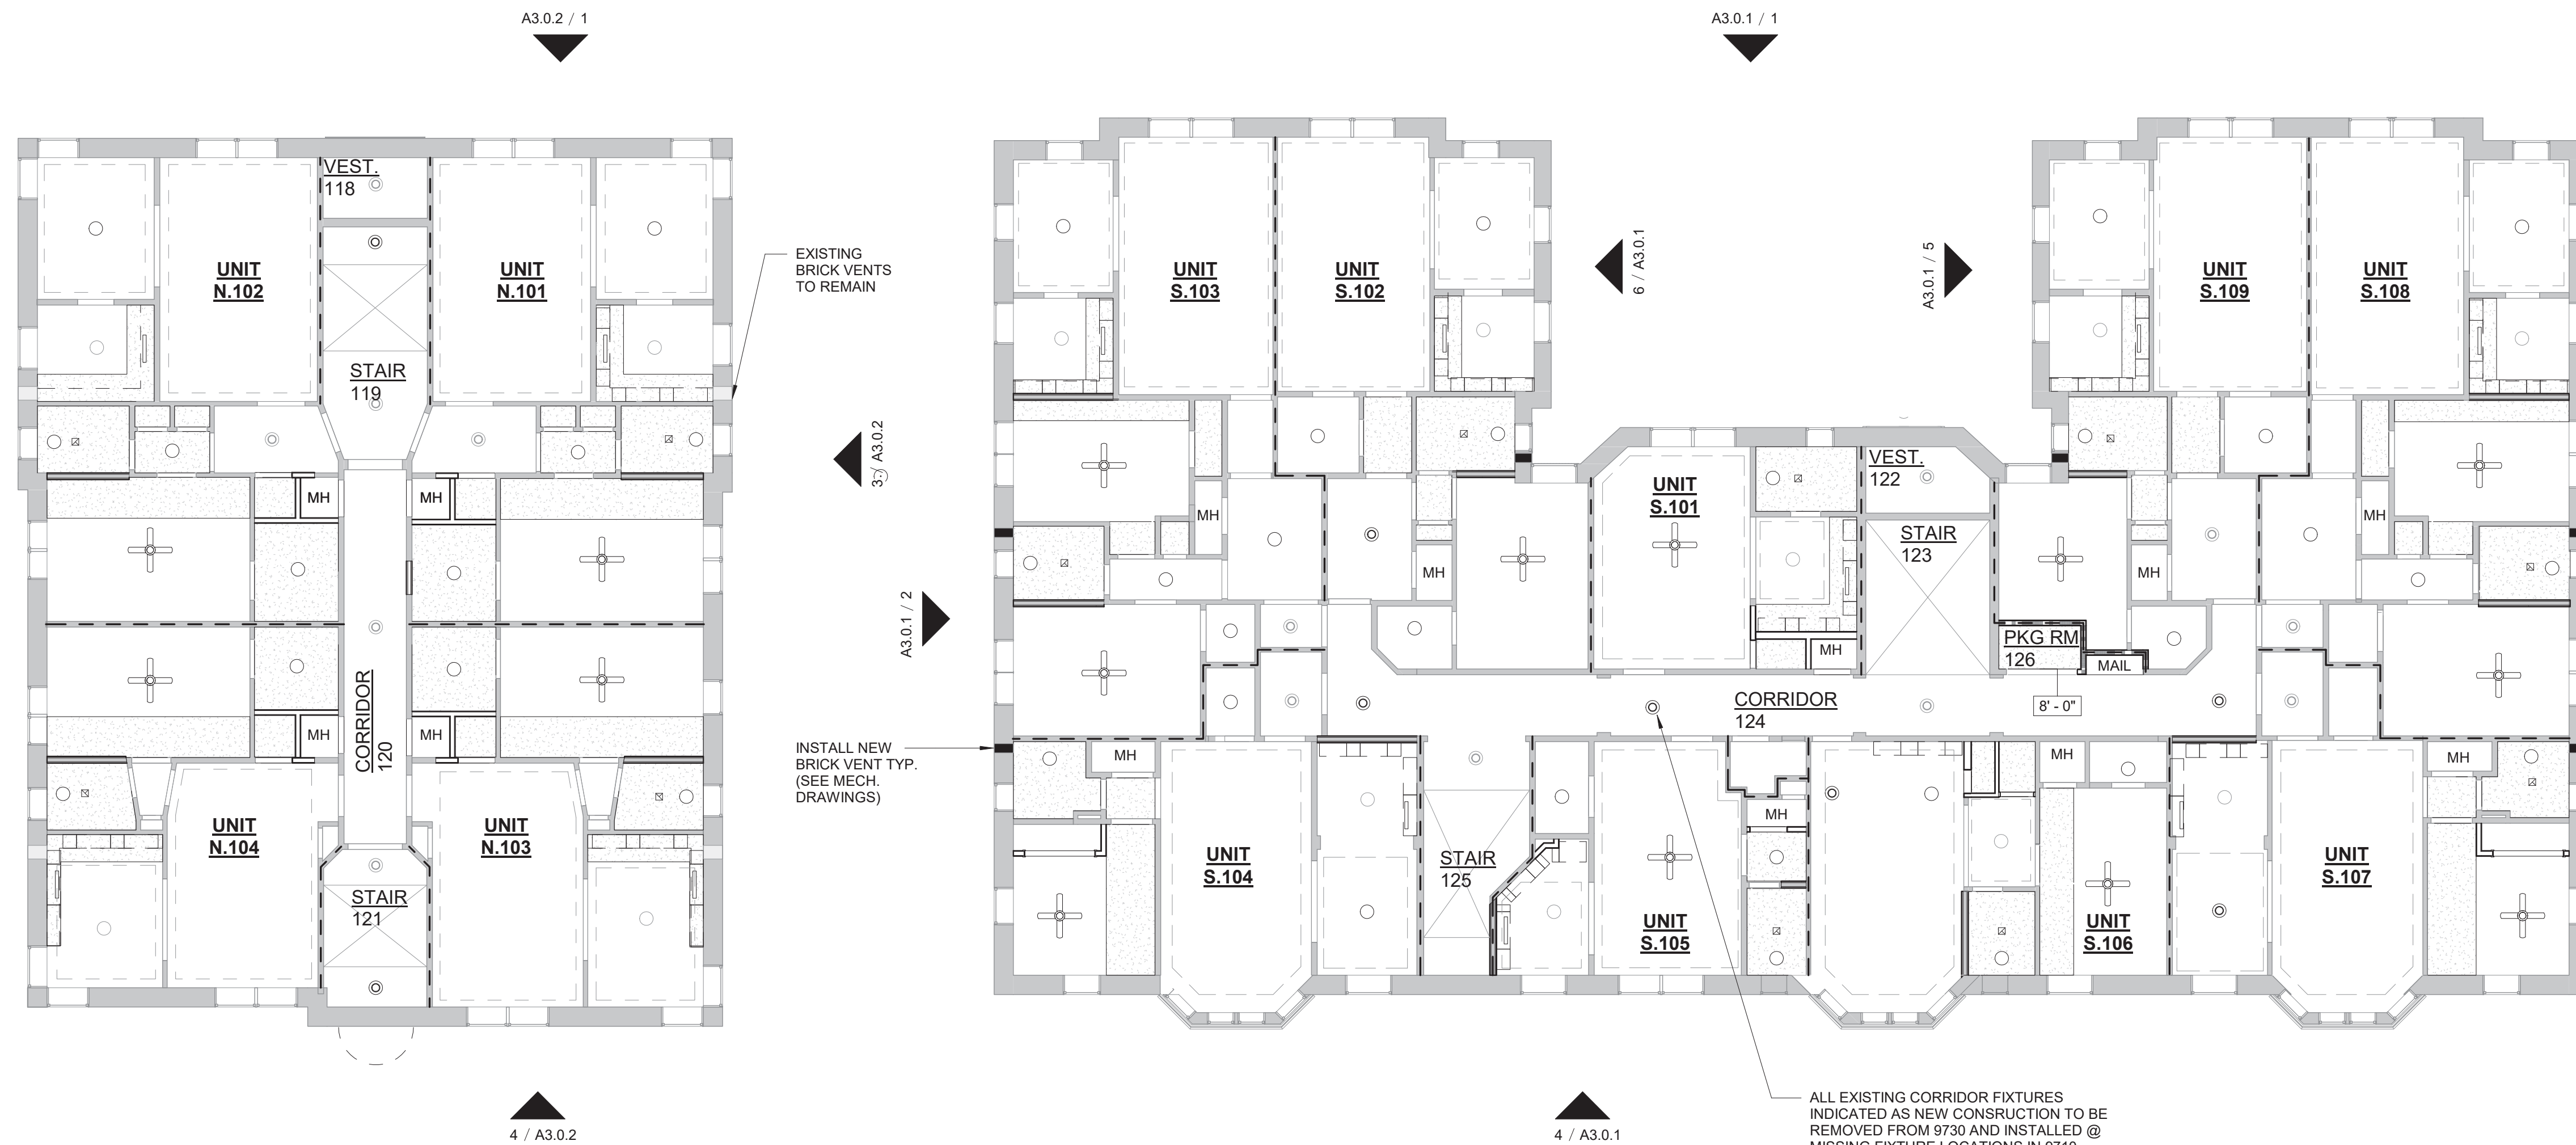 A3.0.2 / 1
A3.0.1 / 1
VEST.
118
UNIT
N.102
UNIT
N.101
EXISTING
BRICK VENTS
TO REMAIN
STAIR
119
3 / A3.0.2
MH
MH
CORRIDOR
120
MH
MH
UNIT
N.104
UNIT
N.103
STAIR
121
4 / A3.0.2
UNIT
S.103
UNIT
S.102
6 / A3.0.1
A3.0.1 / 5
UNIT
S.109
UNIT
S.108
UNIT
S.101
VEST.
122
STAIR
123
MH
MH
MH
MH
MH
A3.0.1 / 2
PKG RM
126
MAIL
8' - 0"
CORRIDOR
124
INSTALL NEW
BRICK VENT TYP.
(SEE MECH.
DRAWINGS)
MH
MH
MH
MH
UNIT
S.104
STAIR
125
UNIT
S.105
UNIT
S.106
UNIT
S.107
ALL EXISTING CORRIDOR FIXTURES
INDICATED AS NEW CONSRUCTION TO BE
REMOVED FROM 9730 AND INSTALLED @
MISSING FIXTURE LOCATIONS IN 9710
4 / A3.0.1